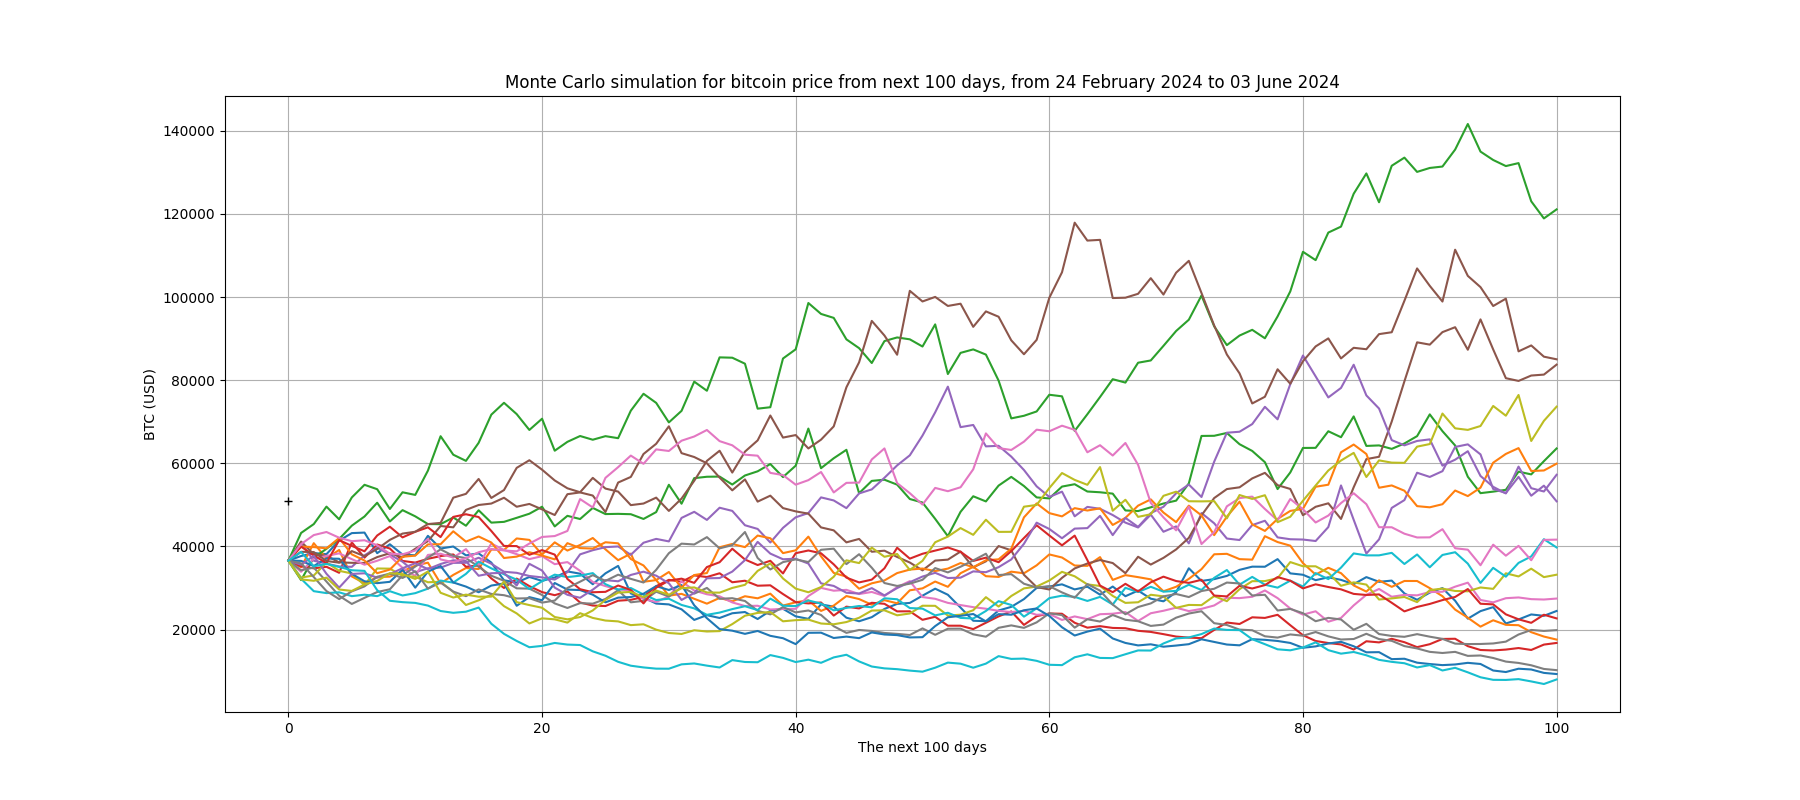 Monte Carlo simulation for bitcoin price from next 100 days, from 24 February 2024 to 03 June 2024
140000
120000
100000
80000
60000
40000
20000
BTC (USD)
0 20 40 60 80 100
The next 100 days